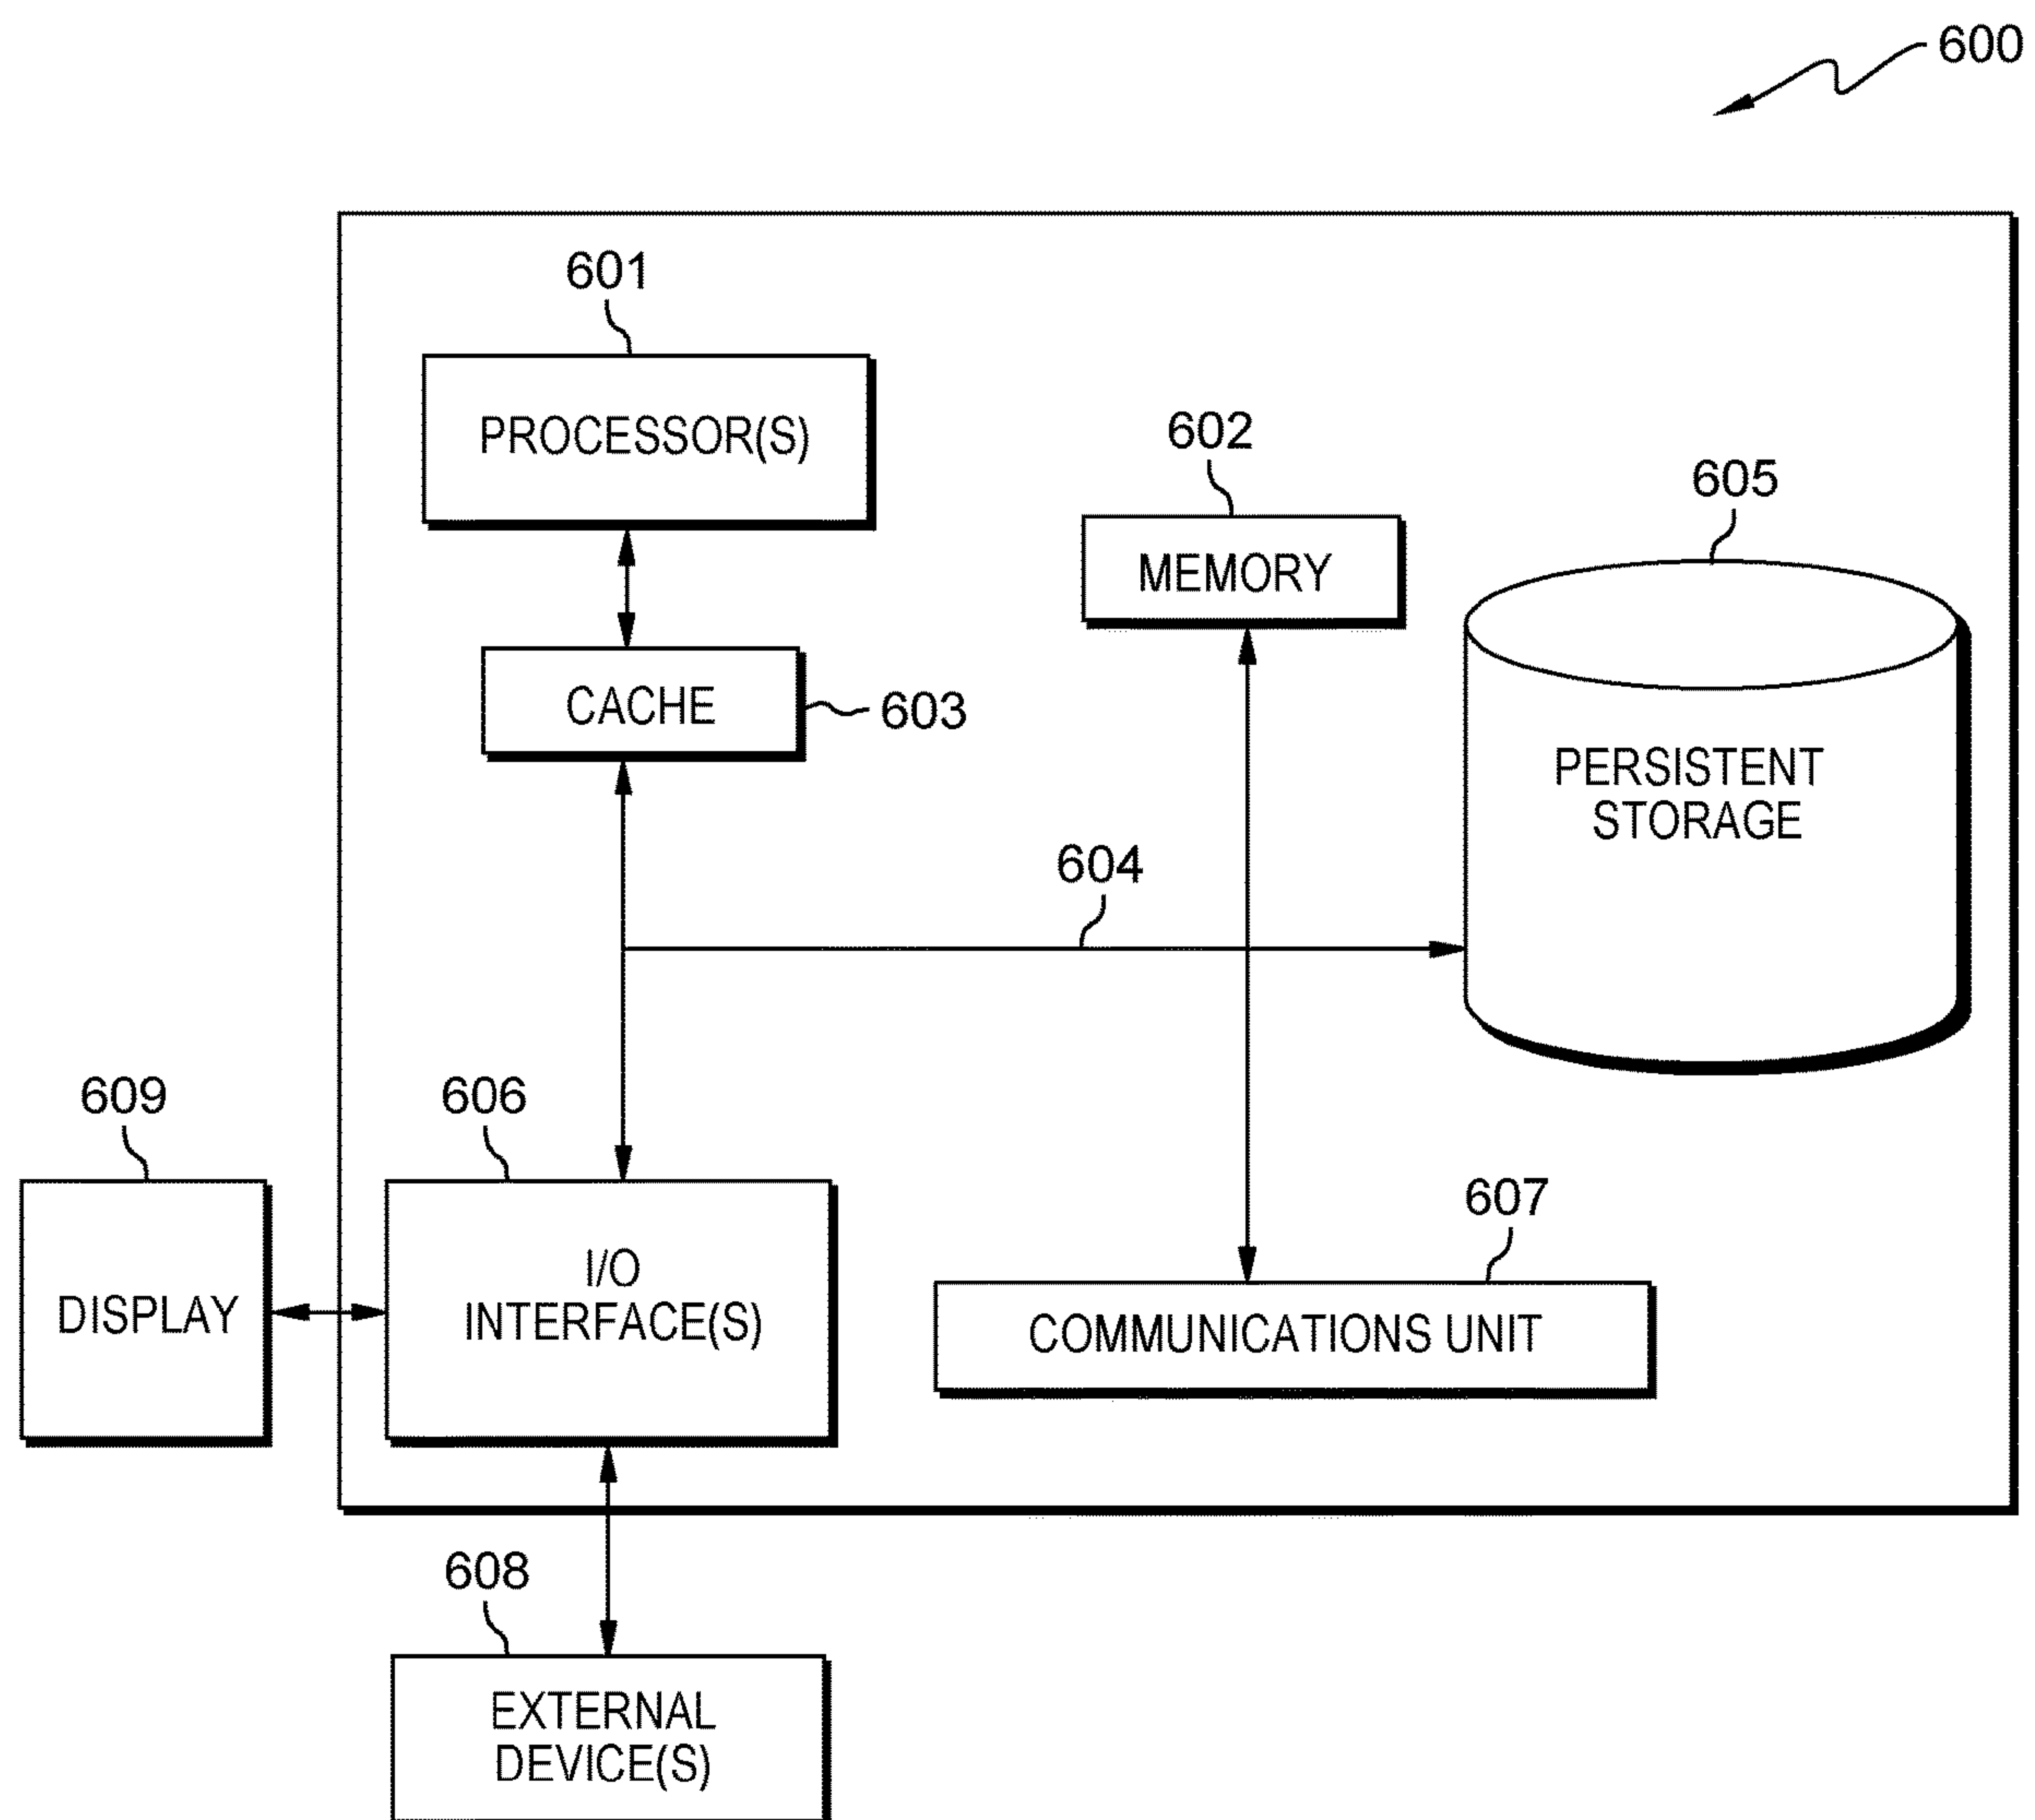 600
601
PROCESSOR(S)
602
MEMORY
605
CACHE
603
PERSISTENT
STORAGE
604
609
DISPLAY
606
I/O
INTERFACE(S)
607
COMMUNICATIONS UNIT
608
EXTERNAL
DEVICE(S)